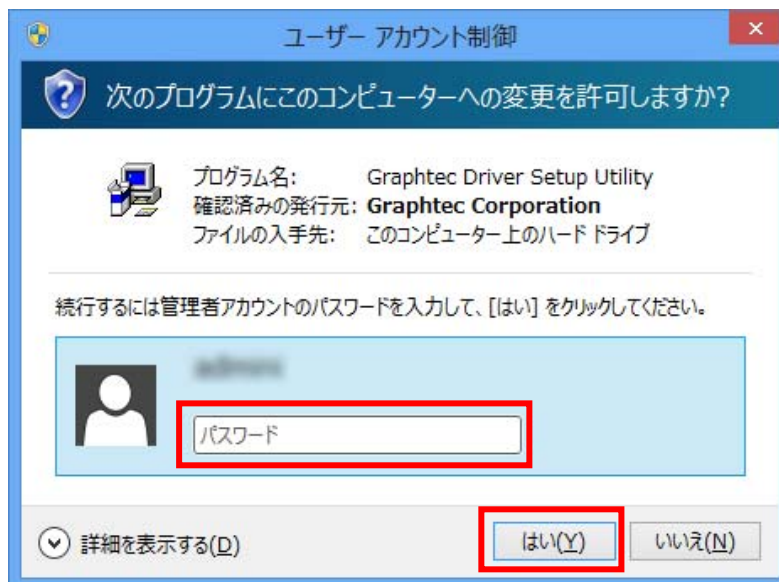 ユーザー アカウント制御
次のプログラムにこのコンピューターへの変更を許可しますか?
プログラム名: Graphtec Driver Setup Utility
確認済みの発行元: Graphtec Corporation
ファイルの入手先: このコンピューター上のハード ドライブ
続行するには管理者アカウントのパスワードを入力して、[はい] をクリックしてください。
パスワード
詳細を表示する(D) はい(Y) いいえ(N)